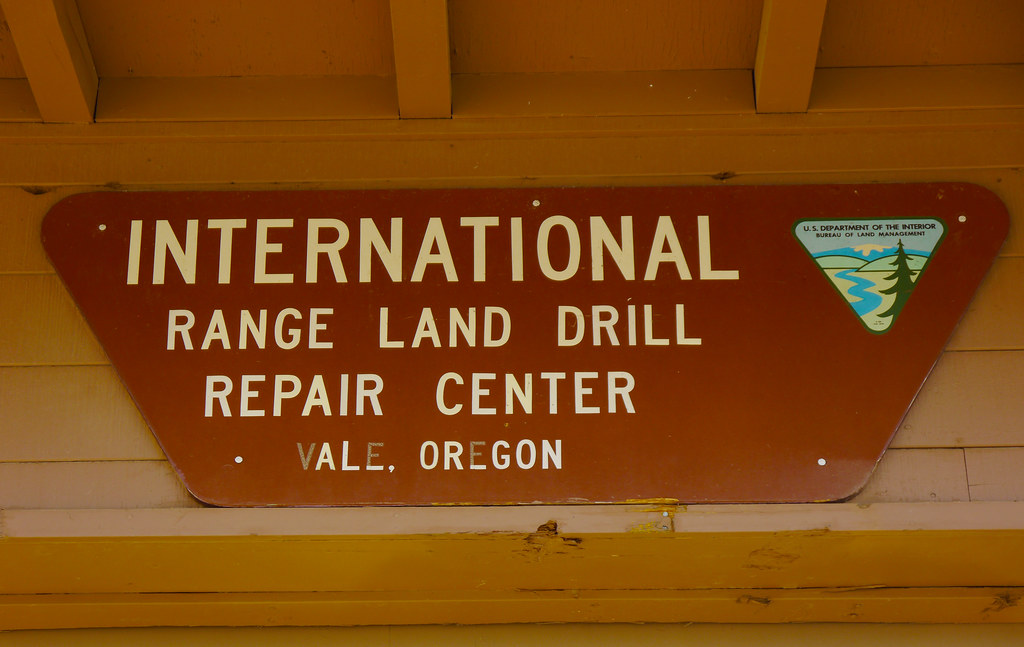 INTERNATIONAL
RANGE LAND DRILL
REPAIR CENTER
VALE, OREGON
U.S. DEPARTMENT OF THE INTERIOR
BUREAU OF LAND MANAGEMENT